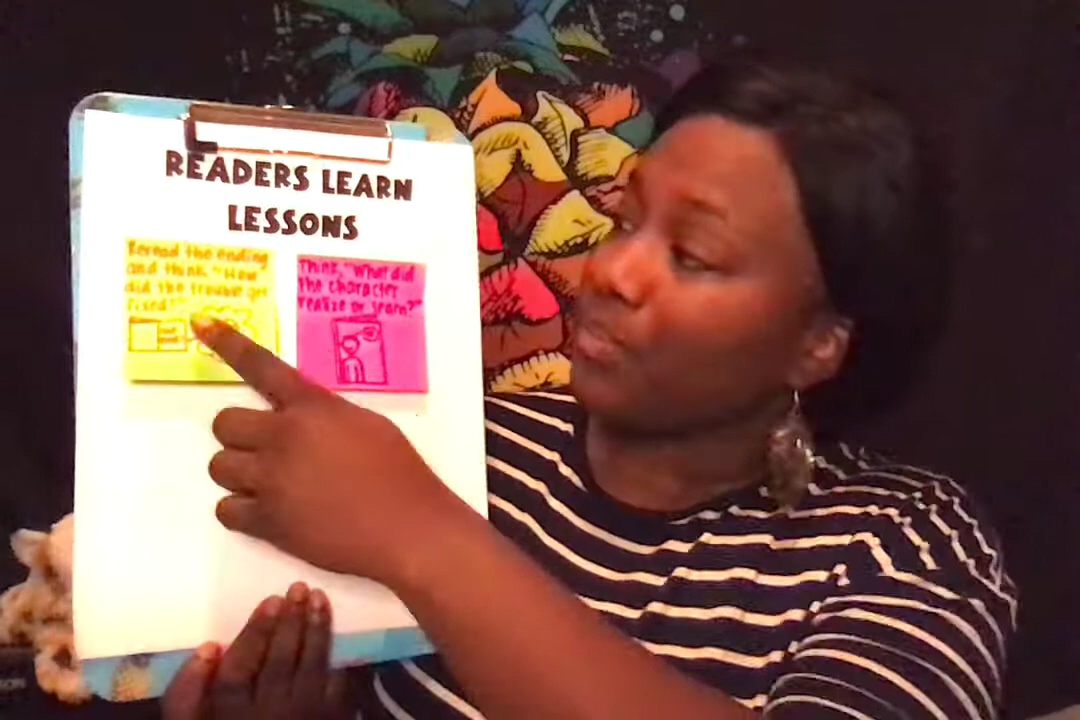 READERS LEARN
LESSONS
Reread the ending
and think, "How
did the trouble get
fixed?"
Think, "What did
the character
realize or learn?"